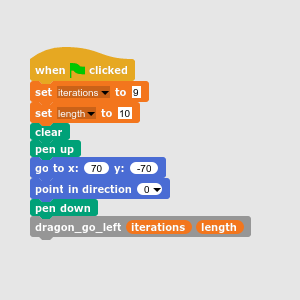 when clicked
set iterations to 9
set length to 10
clear
pen up
go to x: 70 y: -70
point in direction 0
pen down
dragon_go_left iterations length